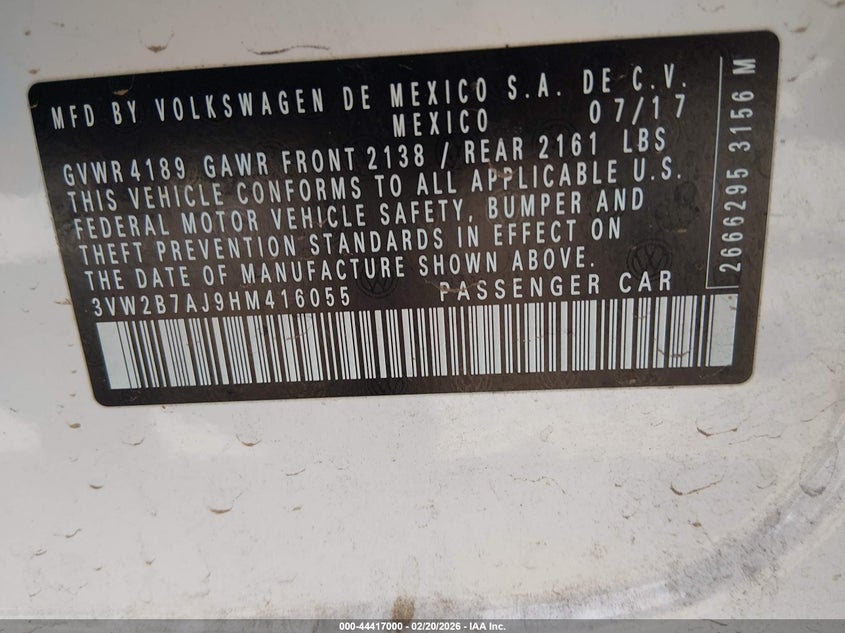 MFD BY VOLKSWAGEN DE MEXICO S.A. DE C.V.
MEXICO 07/17
GVWR 4189 GAWR FRONT 2138 / REAR 2161 LBS
THIS VEHICLE CONFORMS TO ALL APPLICABLE U.S.
FEDERAL MOTOR VEHICLE SAFETY, BUMPER AND
THEFT PREVENTION STANDARDS IN EFFECT ON
THE DATE OF MANUFACTURE SHOWN ABOVE.
3VW2B7AJ9HM416055 PASSENGER CAR
2666295 3156 M
000-44417000 - 02/20/2026 - IAA Inc.